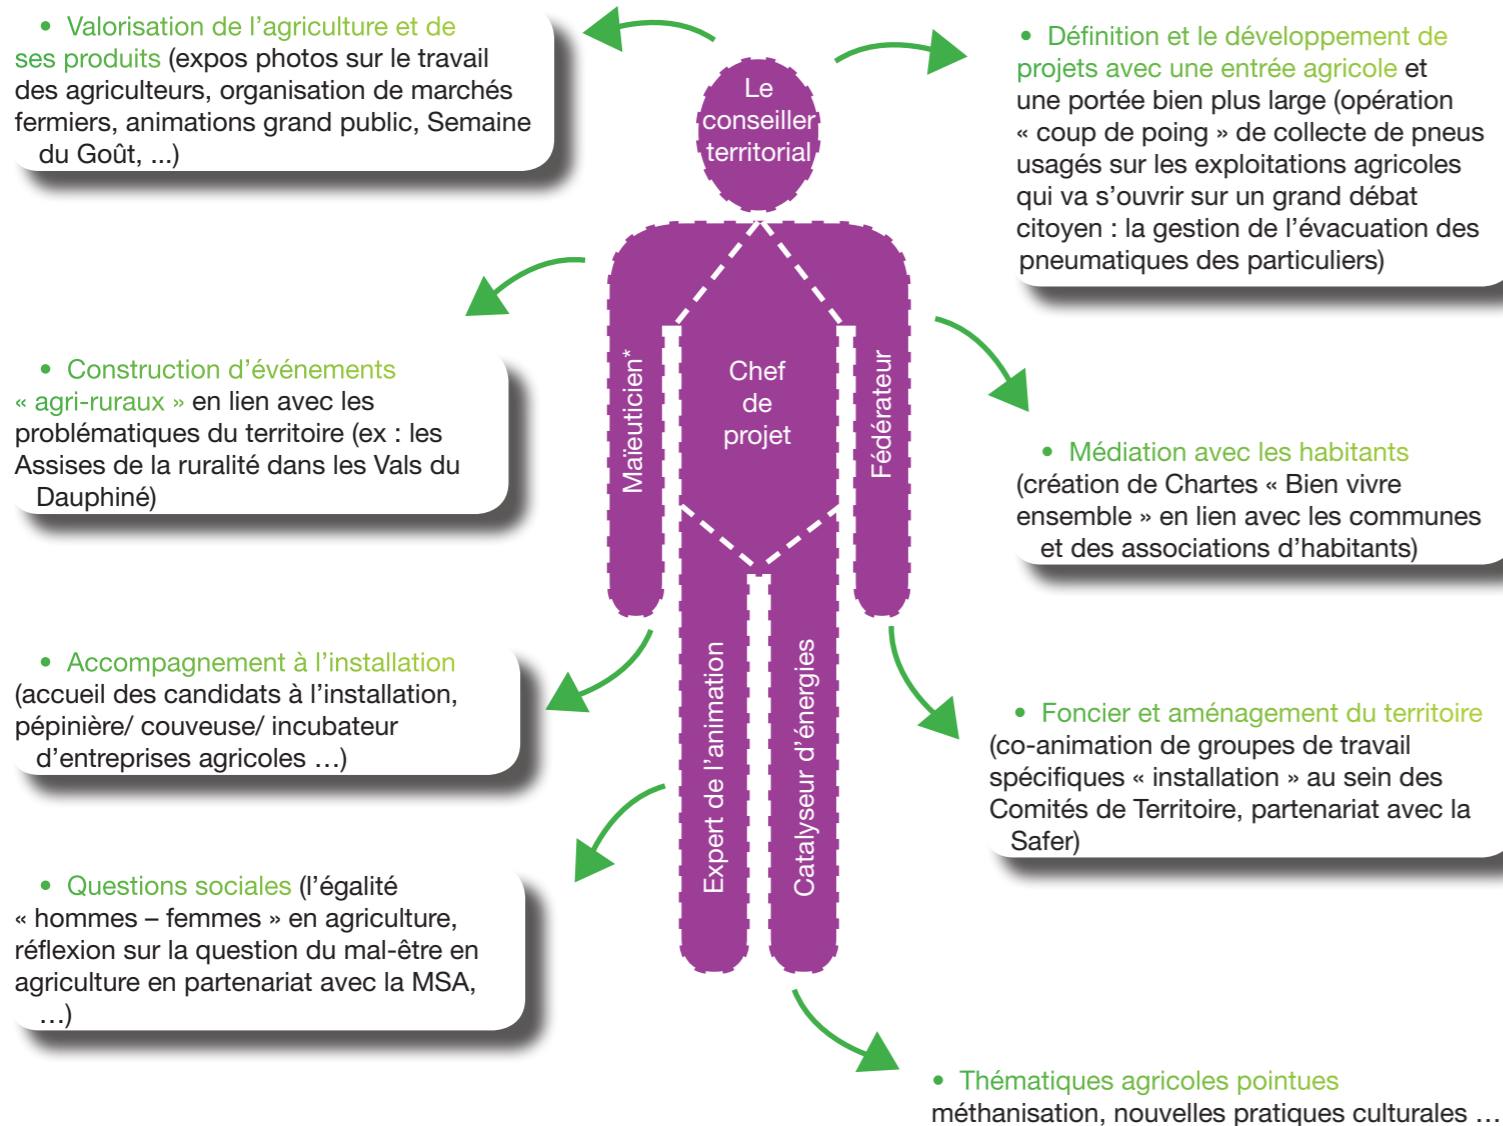 • Valorisation de l’agriculture et de
ses produits (expos photos sur le travail
des agriculteurs, organisation de marchés
fermiers, animations grand public, Semaine
du Goût, ...)
• Construction d’événements
« agri-ruraux » en lien avec les
problématiques du territoire (ex : les
Assises de la ruralité dans les Vals du
Dauphiné)
• Accompagnement à l’installation
(accueil des candidats à l’installation,
pépinière/ couveuse/ incubateur
d’entreprises agricoles …)
• Questions sociales (l’égalité
« hommes – femmes » en agriculture,
réflexion sur la question du mal-être en
agriculture en partenariat avec la MSA,
…)
Le
conseiller
territorial
Maïeuticien*
Chef
de
projet
Fédérateur
Expert de l’animation
Catalyseur d’énergies
• Définition et le développement de
projets avec une entrée agricole et
une portée bien plus large (opération
« coup de poing » de collecte de pneus
usagés sur les exploitations agricoles
qui va s’ouvrir sur un grand débat
citoyen : la gestion de l’évacuation des
pneumatiques des particuliers)
• Médiation avec les habitants
(création de Chartes « Bien vivre
ensemble » en lien avec les communes
et des associations d’habitants)
• Foncier et aménagement du territoire
(co-animation de groupes de travail
spécifiques « installation » au sein des
Comités de Territoire, partenariat avec la
Safer)
• Thématiques agricoles pointues
méthanisation, nouvelles pratiques culturales …